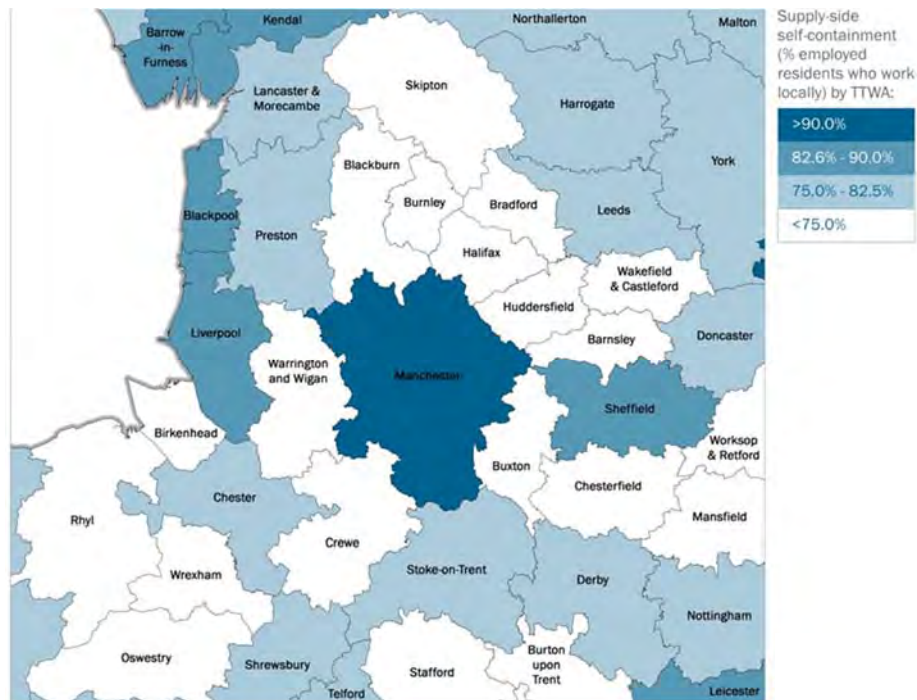 Kendal
Northallerton
Malton
Barrow
-in-
Furness
Skipton
Lancaster &
Morecambe
Harrogate
York
Blackburn
Burnley
Bradford
Leeds
Blackpool
Preston
Halifax
Wakefield
& Castleford
Huddersfield
Liverpool
Barnsley
Doncaster
Warrington
and Wigan
Manchester
Sheffield
Birkenhead
Worksop
& Retford
Buxton
Chesterfield
Chester
Mansfield
Rhyl
Crewe
Wrexham
Stoke-on-Trent
Derby
Nottingham
Oswestry
Shrewsbury
Stafford
Burton
upon
Trent
Telford
Leicester
Supply-side
self-containment
(% employed
residents who work
locally) by TTWA:
>90.0%
82.6% - 90.0%
75.0% - 82.5%
<75.0%